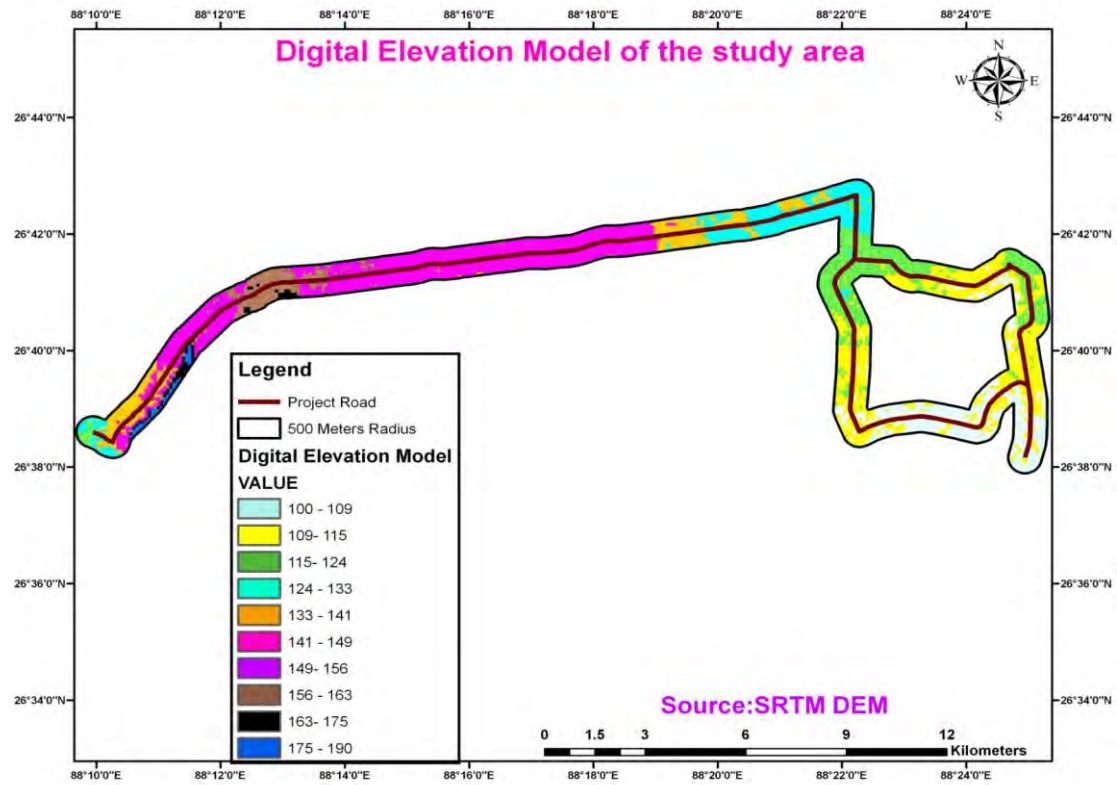 88°10'0"E 88°12'0"E 88°14'0"E 88°16'0"E 88°18'0"E 88°20'0"E 88°22'0"E 88°24'0"E
Digital Elevation Model of the study area
N
W E
S
26°44'0"N 26°44'0"N
26°42'0"N 26°42'0"N
26°40'0"N 26°40'0"N
Legend
Project Road
500 Meters Radius
26°38'0"N 26°38'0"N
Digital Elevation Model
VALUE
100 - 109
109- 115
115- 124
26°36'0"N 26°36'0"N
124 - 133
133 - 141
141 - 149
149- 156
156 - 163
26°34'0"N 26°34'0"N
Source:SRTM DEM
163- 175
0 1.5 3 6 9 12
Kilometers
175 - 190
88°10'0"E 88°12'0"E 88°14'0"E 88°16'0"E 88°18'0"E 88°20'0"E 88°22'0"E 88°24'0"E